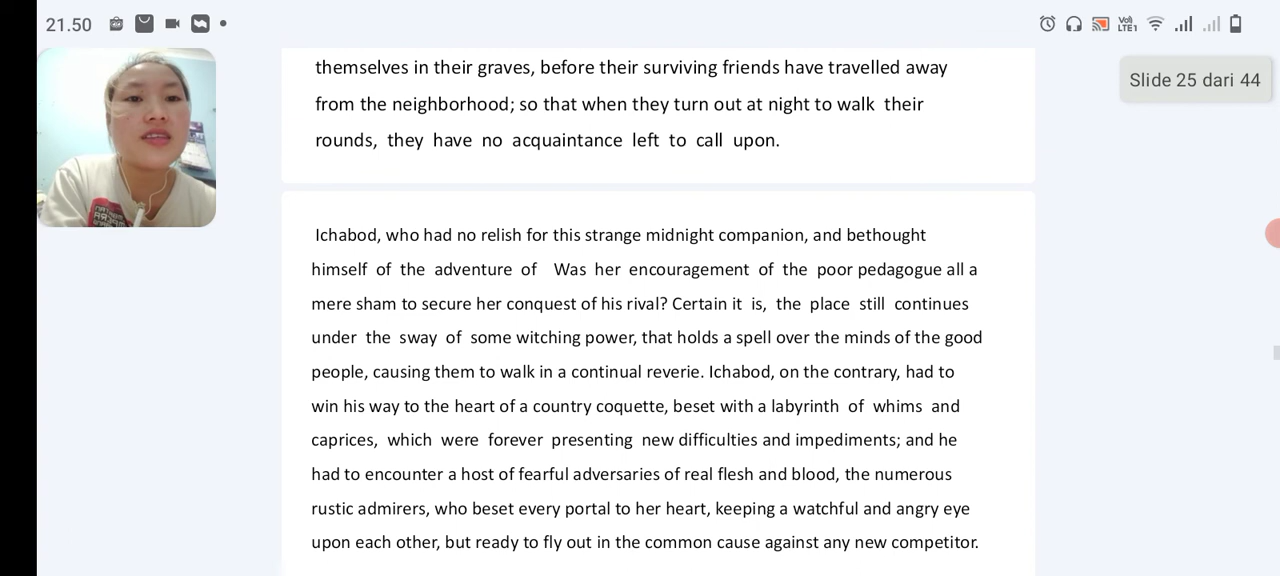 21.50
Voll
LTE1
Slide 25 dari 44
themselves in their graves, before their surviving friends have travelled away
from the neighborhood; so that when they turn out at night to walk their
rounds, they have no acquaintance left to call upon.
Ichabod, who had no relish for this strange midnight companion, and bethought
himself of the adventure of Was her encouragement of the poor pedagogue all a
mere sham to secure her conquest of his rival? Certain it is, the place still continues
under the sway of some witching power, that holds a spell over the minds of the good
people, causing them to walk in a continual reverie. Ichabod, on the contrary, had to
win his way to the heart of a country coquette, beset with a labyrinth of whims and
caprices, which were forever presenting new difficulties and impediments; and he
had to encounter a host of fearful adversaries of real flesh and blood, the numerous
rustic admirers, who beset every portal to her heart, keeping a watchful and angry eye
upon each other, but ready to fly out in the common cause against any new competitor.